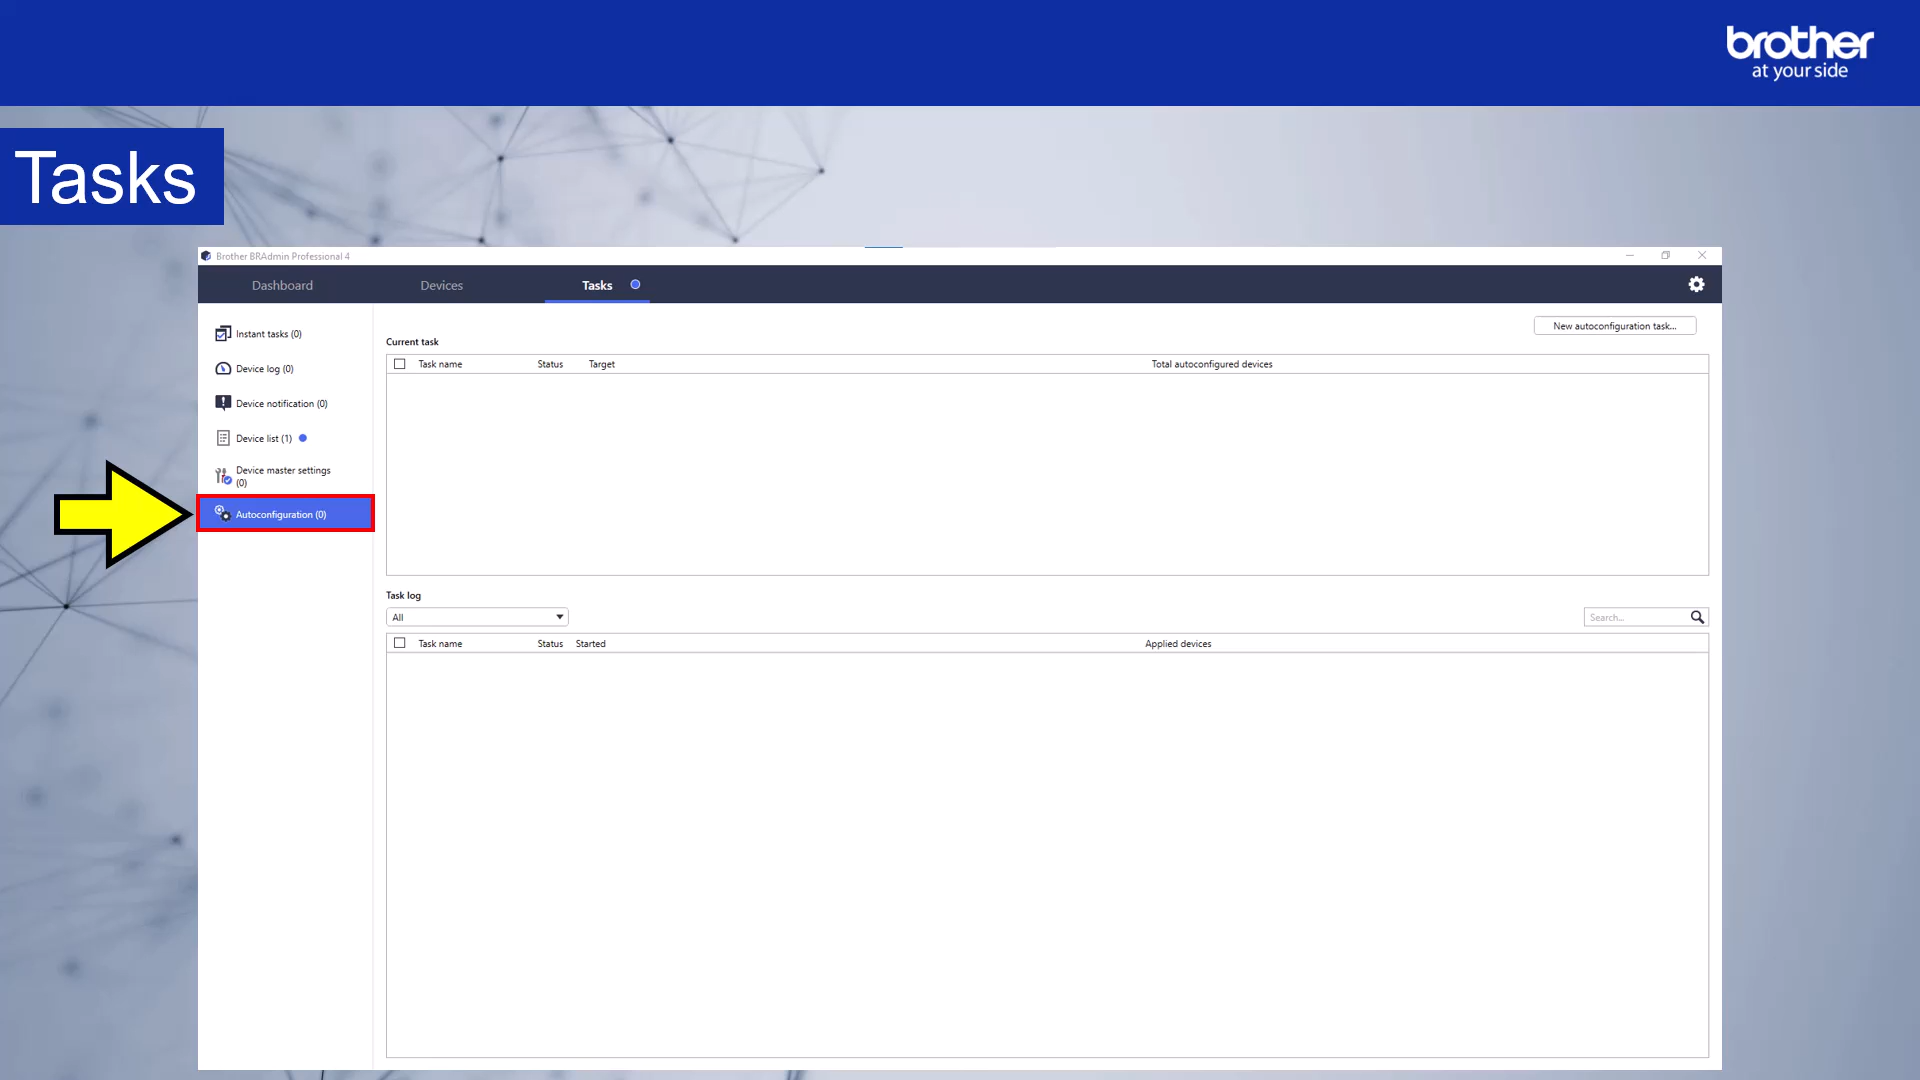 brother
at your side
Tasks
Brother BRAdmin Professional 4
Dashboard Devices Tasks
Instant tasks (0)
Device log (0)
Device notification (0)
Device list (1)
Device master settings
(0)
Autoconfiguration (0)
New autoconfiguration task...
Current task
Task name Status Target Total autoconfigured devices
Task log
All
Search...
Task name Status Started Applied devices